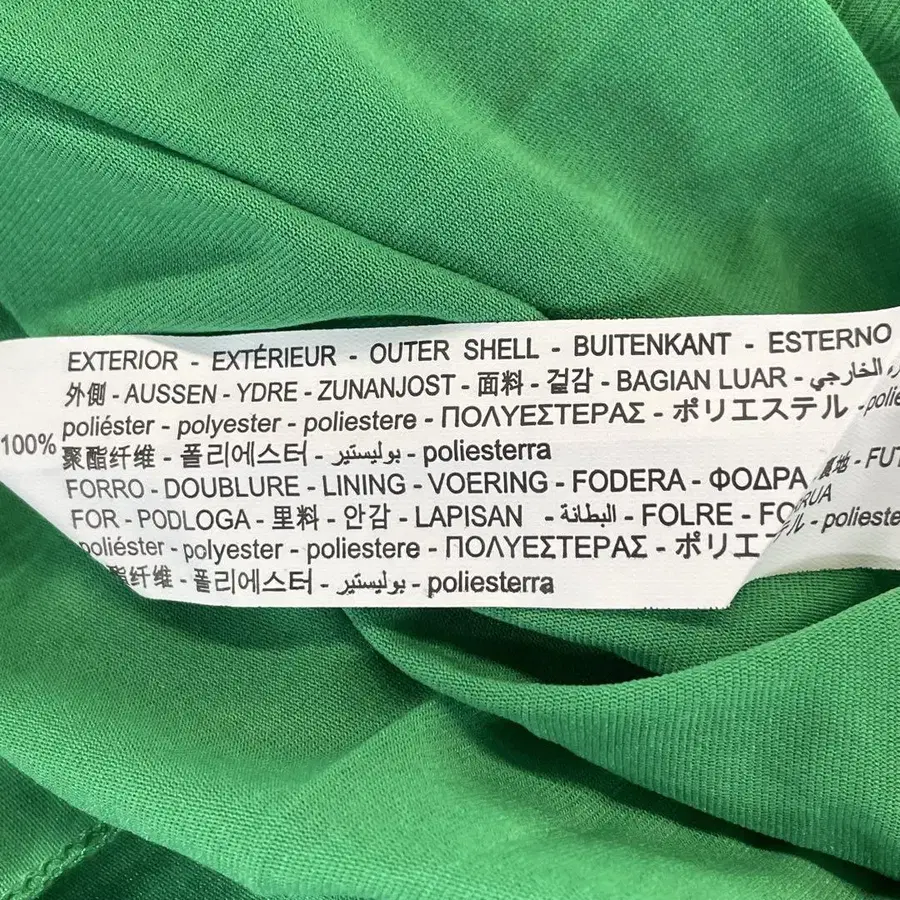 EXTERIOR - EXTÉRIEUR - OUTER SHELL - BUITENKANT - ESTERNO
外側 - AUSSEN - YDRE - ZUNANJOST - 面料 - 겉감 - BAGIAN LUAR - الخارجي
100% poliéster - polyester - poliestere - ΠΟΛΥΕΣΤΕΡΑΣ - ポリエステル -
聚酯纤维 - 폴리에스터 - بوليستير - poliesterra
FORRO - DOUBLURE - LINING - VOERING - FODERA - ΦΟΔΡΑ 裏地 -
FOR - PODLOGA - 里料 - 안감 - LAPISAN - البطانة - FOLRE -
poliéster - polyester - poliestere - ΠΟΛΥΕΣΤΕΡΑΣ -
酯纤维 - 폴리에스터 - بوليستير - poliesterra